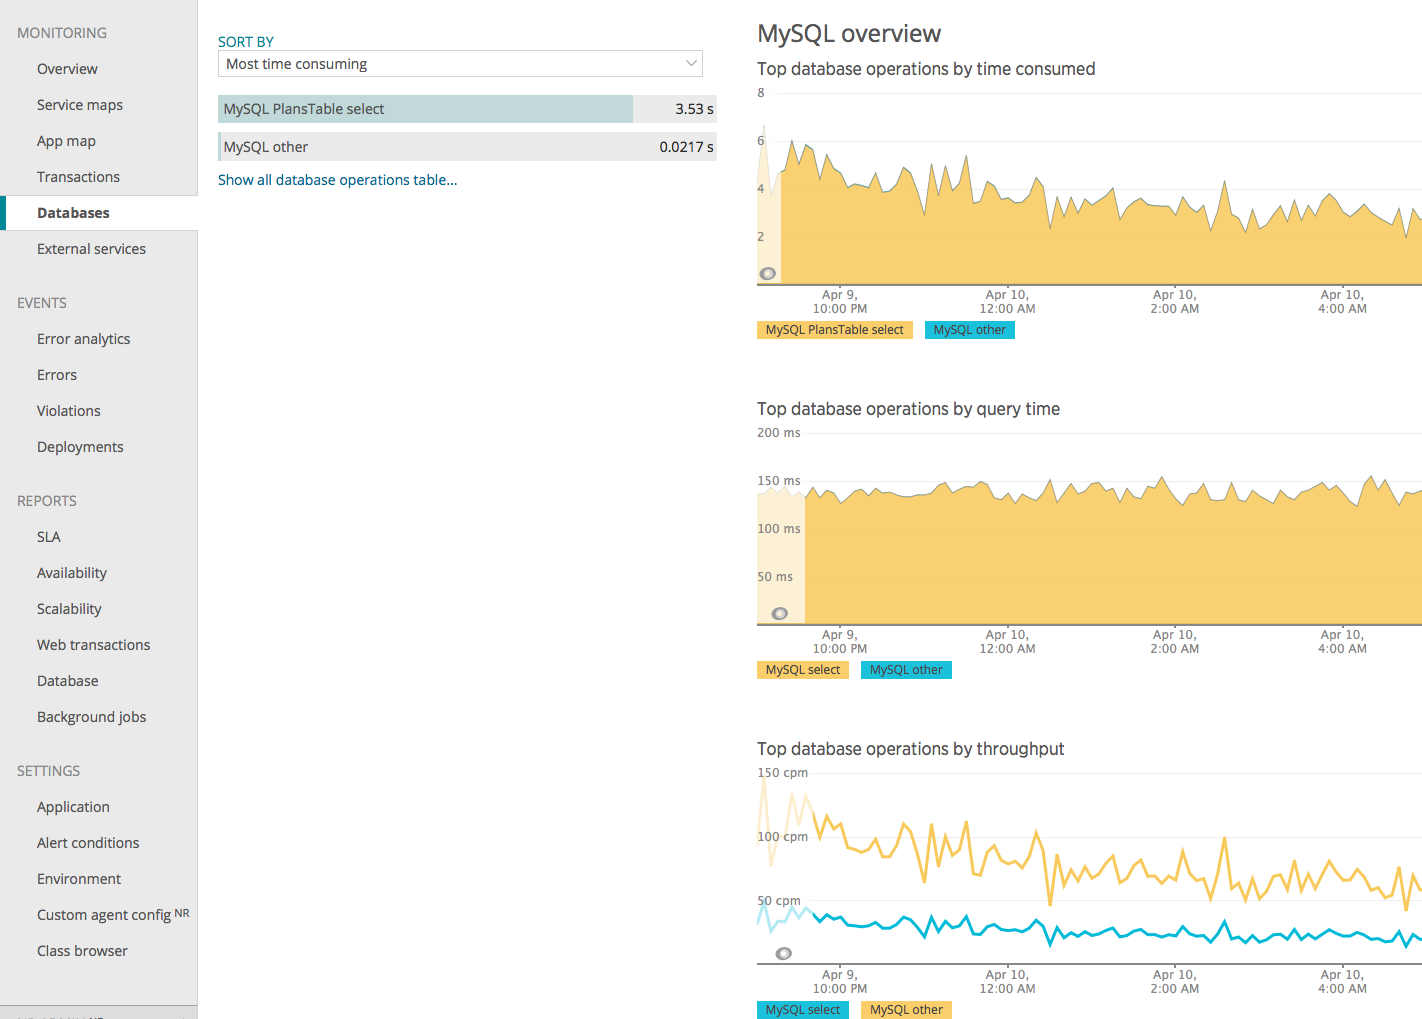 MONITORING
Overview
Service maps
App map
Transactions
Databases
External services
EVENTS
Error analytics
Errors
Violations
Deployments
REPORTS
SLA
Availability
Scalability
Web transactions
Database
Background jobs
SETTINGS
Application
Alert conditions
Environment
Custom agent config NR
Class browser
SORT BY
Most time consuming
MySQL PlansTable select 3.53 s
MySQL other 0.0217 s
Show all database operations table...
MySQL overview
Top database operations by time consumed
8
6
4
2
Apr 9, Apr 10, Apr 10, Apr 10,
10:00 PM 12:00 AM 2:00 AM 4:00 AM
MySQL PlansTable select MySQL other
Top database operations by query time
200 ms
150 ms
100 ms
50 ms
Apr 9, Apr 10, Apr 10, Apr 10,
10:00 PM 12:00 AM 2:00 AM 4:00 AM
MySQL select MySQL other
Top database operations by throughput
150 cpm
100 cpm
50 cpm
Apr 9, Apr 10, Apr 10, Apr 10,
10:00 PM 12:00 AM 2:00 AM 4:00 AM
MySQL select MySQL other